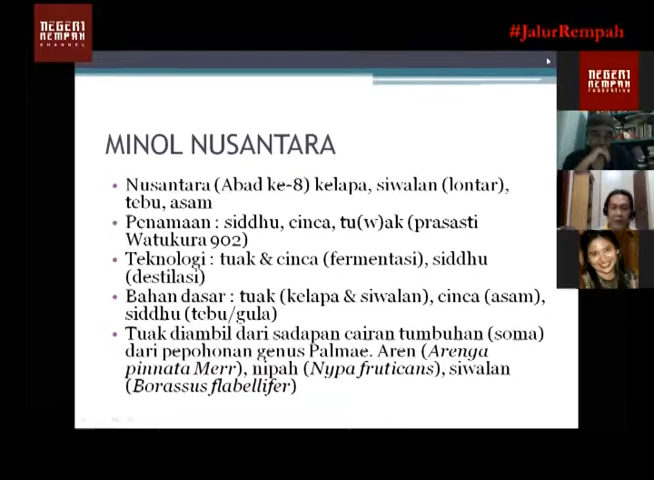 NEGERI
REMPAH
CHANNEL
#JalurRempah
NEGERI
REMPAH
FOUNDATION
MINOL NUSANTARA
• Nusantara (Abad ke-8) kelapa, siwalan (lontar),
tebu, asam
• Penamaan : siddhu, cinca, tu(w)ak (prasasti
Watukura 902)
• Teknologi : tuak & cinca (fermentasi), siddhu
(destilasi)
• Bahan dasar : tuak (kelapa & siwalan), cinca (asam),
siddhu (tebu/gula)
• Tuak diambil dari sadapan cairan tumbuhan (soma)
dari pepohonan genus Palmae. Aren (Arenga
pinnata Merr), nipah (Nypa fruticans), siwalan
(Borassus flabellifer)